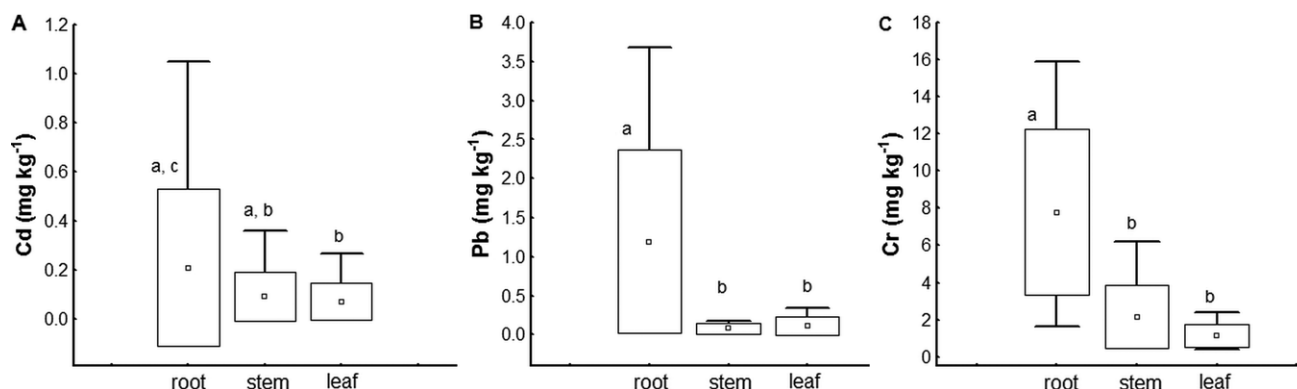 A
Cd (mg kg⁻¹)
1.2
1.0
0.8
0.6
0.4
0.2
0.0
a, c
a, b
b
root stem leaf
B
Pb (mg kg⁻¹)
4.0
3.5
3.0
2.5
2.0
1.5
1.0
0.5
0.0
a
b
b
root stem leaf
C
Cr (mg kg⁻¹)
18
16
14
12
10
8
6
4
2
0
a
b
b
root stem leaf